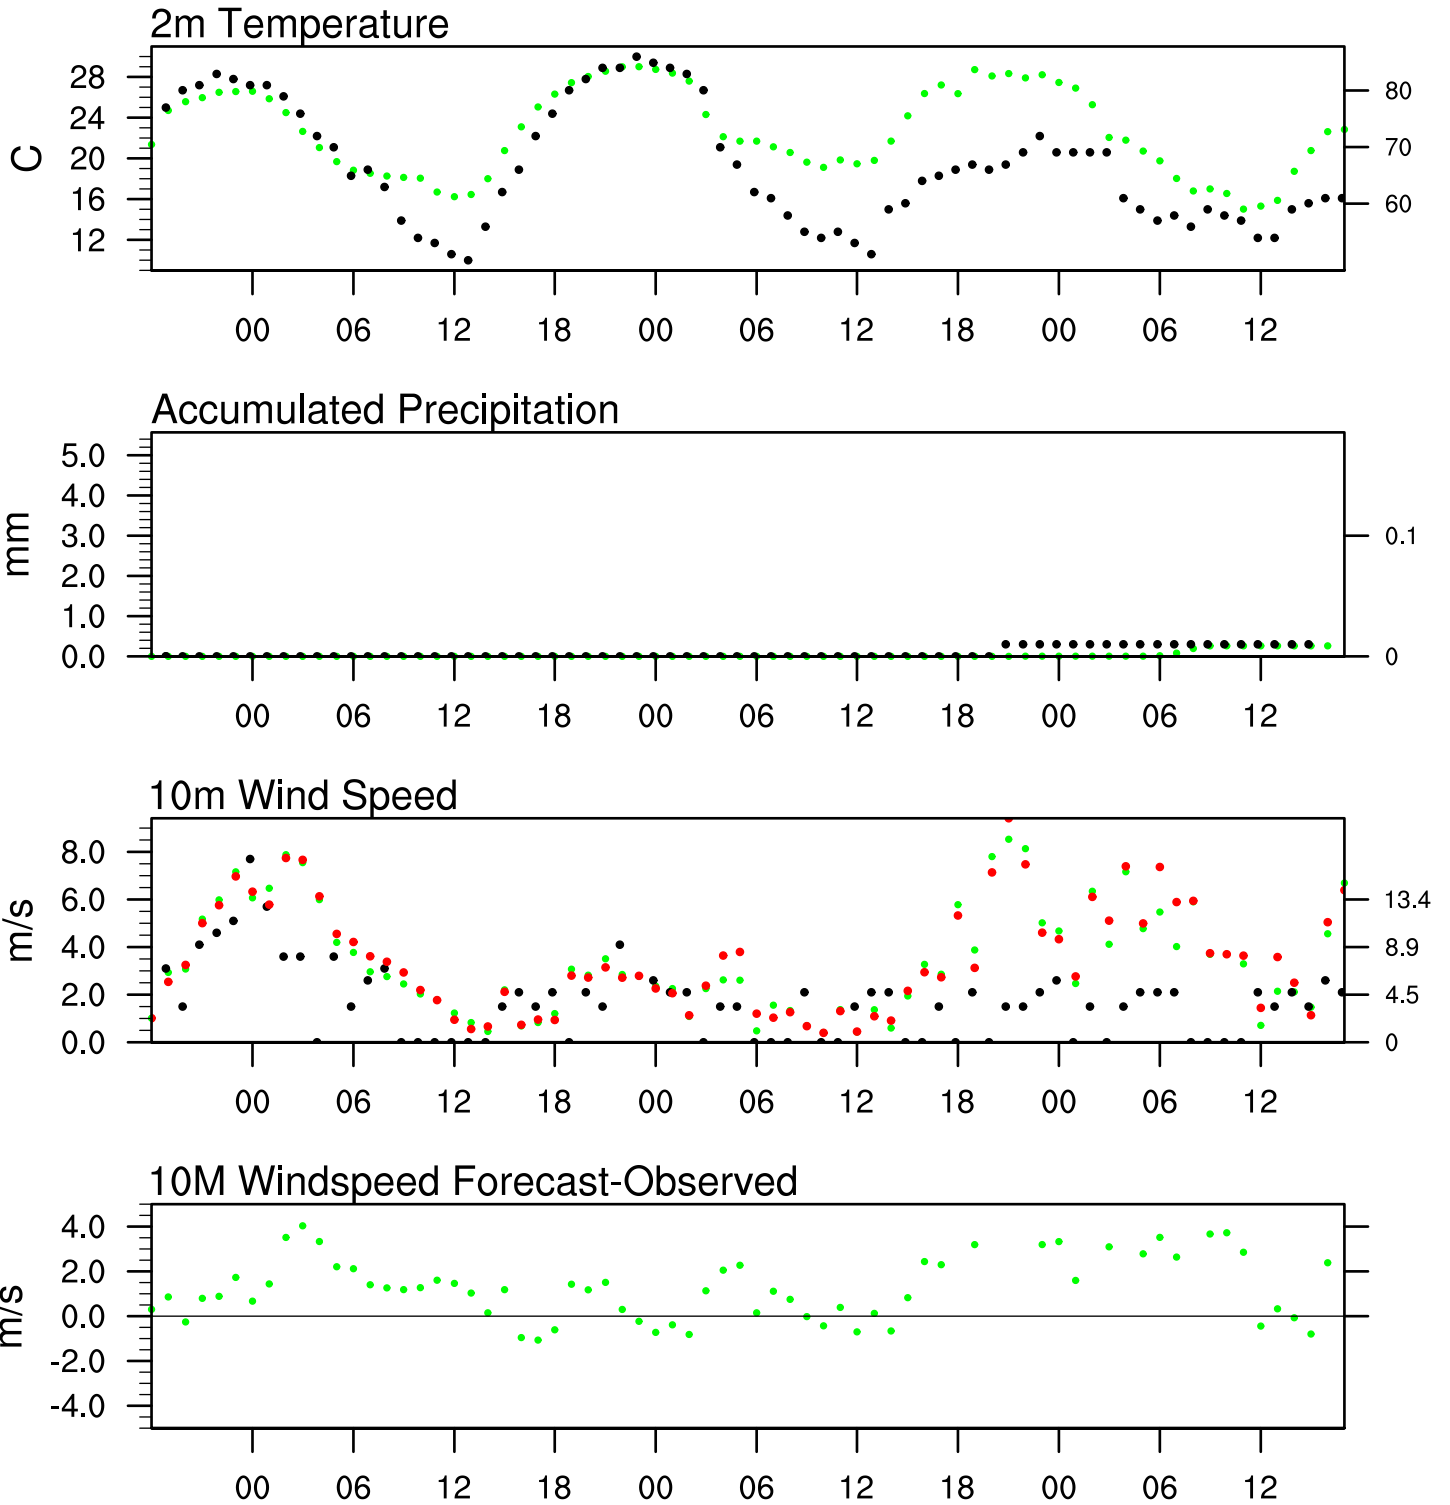 2m Temperature
C
28
24
20
16
12
80
70
60
00 06 12 18 00 06 12 18 00 06 12
Accumulated Precipitation
mm
5.0
4.0
3.0
2.0
1.0
0.0
0.1
0
00 06 12 18 00 06 12 18 00 06 12
10m Wind Speed
m/s
8.0
6.0
4.0
2.0
0.0
13.4
8.9
4.5
0
00 06 12 18 00 06 12 18 00 06 12
10M Windspeed Forecast-Observed
m/s
4.0
2.0
0.0
-2.0
-4.0
00 06 12 18 00 06 12 18 00 06 12